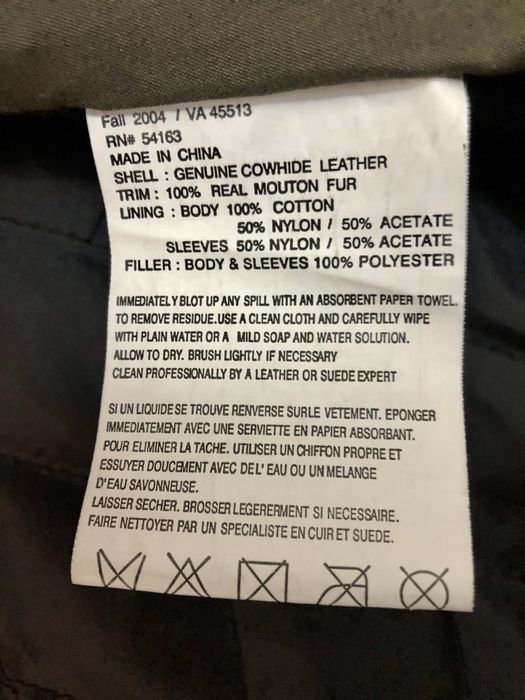 Fall 2004 / VA 45513
RN# 54163
MADE IN CHINA
SHELL : GENUINE COWHIDE LEATHER
TRIM : 100% REAL MOUTON FUR
LINING : BODY 100% COTTON
50% NYLON / 50% ACETATE
SLEEVES 50% NYLON / 50% ACETATE
FILLER : BODY & SLEEVES 100% POLYESTER
IMMEDIATELY BLOT UP ANY SPILL WITH AN ABSORBENT PAPER TOWEL.
TO REMOVE RESIDUE.USE A CLEAN CLOTH AND CAREFULLY WIPE
WITH PLAIN WATER OR A MILD SOAP AND WATER SOLUTION.
ALLOW TO DRY. BRUSH LIGHTLY IF NECESSARY
CLEAN PROFESSIONALLY BY A LEATHER OR SUEDE EXPERT
SI UN LIQUIDE SE TROUVE RENVERSE SUR LE VETEMENT. EPONGER
IMMEDIATEMENT AVEC UNE SERVIETTE EN PAPIER ABSORBANT.
POUR ELIMINER LA TACHE. UTILISER UN CHIFFON PROPRE ET
ESSUYER DOUCEMENT AVEC DE L' EAU OU UN MELANGE
D'EAU SAVONNEUSE.
LAISSER SECHER. BROSSER LEGERERMENT SI NECESSAIRE.
FAIRE NETTOYER PAR UN SPECIALISTE EN CUIR ET SUEDE.